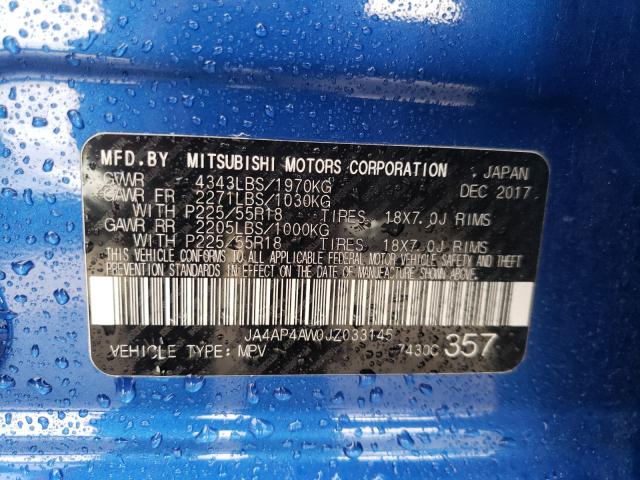 MFD.BY MITSUBISHI MOTORS CORPORATION JAPAN
GVWR 4343LBS/1970KG DEC 2017
GAWR FR 2271LBS/1030KG
WITH P225/55R18 TIRES, 18X7.0J RIMS
GAWR RR 2205LBS/1000KG
WITH P225/55R18 TIRES, 18X7.0J RIMS
THIS VEHICLE CONFORMS TO ALL APPLICABLE FEDERAL MOTOR VEHICLE SAFETY AND THEFT
PREVENTION STANDARDS IN EFFECT ON THE DATE OF MANUFACTURE SHOWN ABOVE.
JA4AP4AW0JZ033145
VEHICLE TYPE: MPV 7430C 357